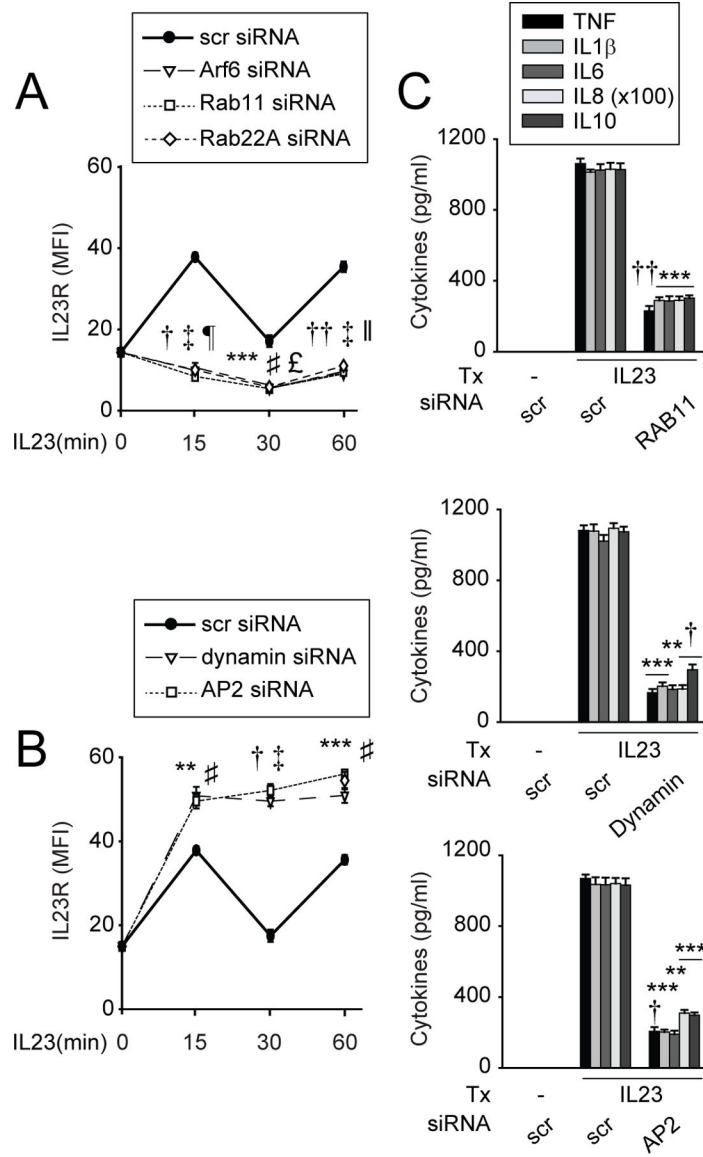 A
scr siRNA
Arf6 siRNA
Rab11 siRNA
Rab22A siRNA
60
40
20
0
IL23R (MFI)
† ‡ ¶
*** ♯ £
†† ‡ ǁ
IL23(min) 0 15 30 60
B
scr siRNA
dynamin siRNA
AP2 siRNA
60
40
20
0
IL23R (MFI)
** ♯
† ‡
*** ♯
IL23(min) 0 15 30 60
C
TNF
IL1β
IL6
IL8 (x100)
IL10
1200
900
300
0
Cytokines (pg/ml)
†† ***
Tx - IL23
siRNA scr scr RAB11
1200
800
400
0
Cytokines (pg/ml)
*** ** †
Tx - IL23
siRNA scr scr Dynamin
1200
800
400
0
Cytokines (pg/ml)
† *** ** ***
Tx - IL23
siRNA scr scr AP2